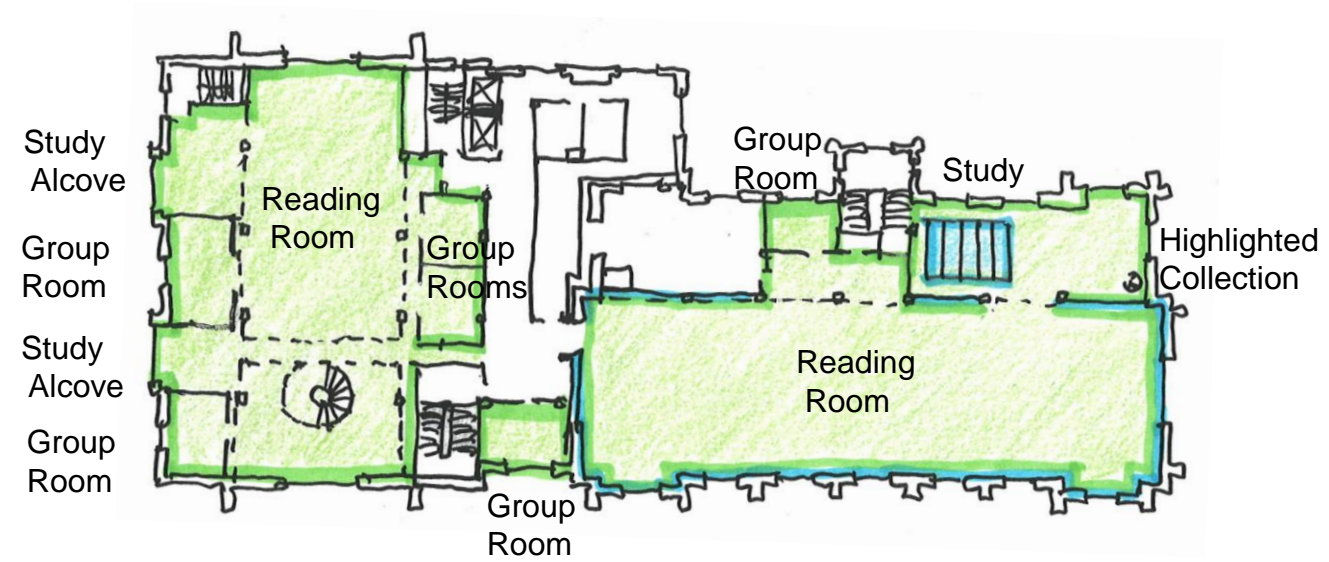 Study
Alcove
Group
Room
Study
Alcove
Group
Room
Reading
Room
Group
Rooms
Group
Room
Group
Room
Study
Highlighted
Collection
Reading
Room